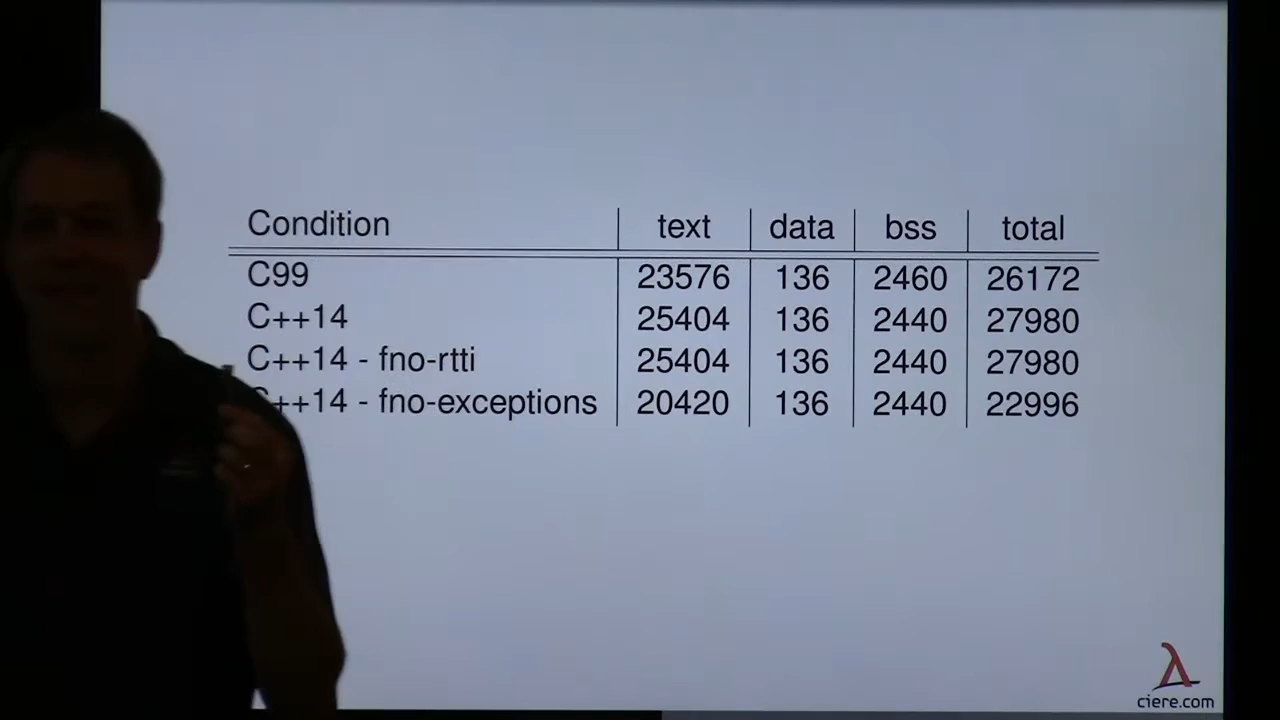 Condition text data bss total
C99 23576 136 2460 26172
C++14 25404 136 2440 27980
C++14 - fno-rtti 25404 136 2440 27980
C++14 - fno-exceptions 20420 136 2440 22996
ciere.com